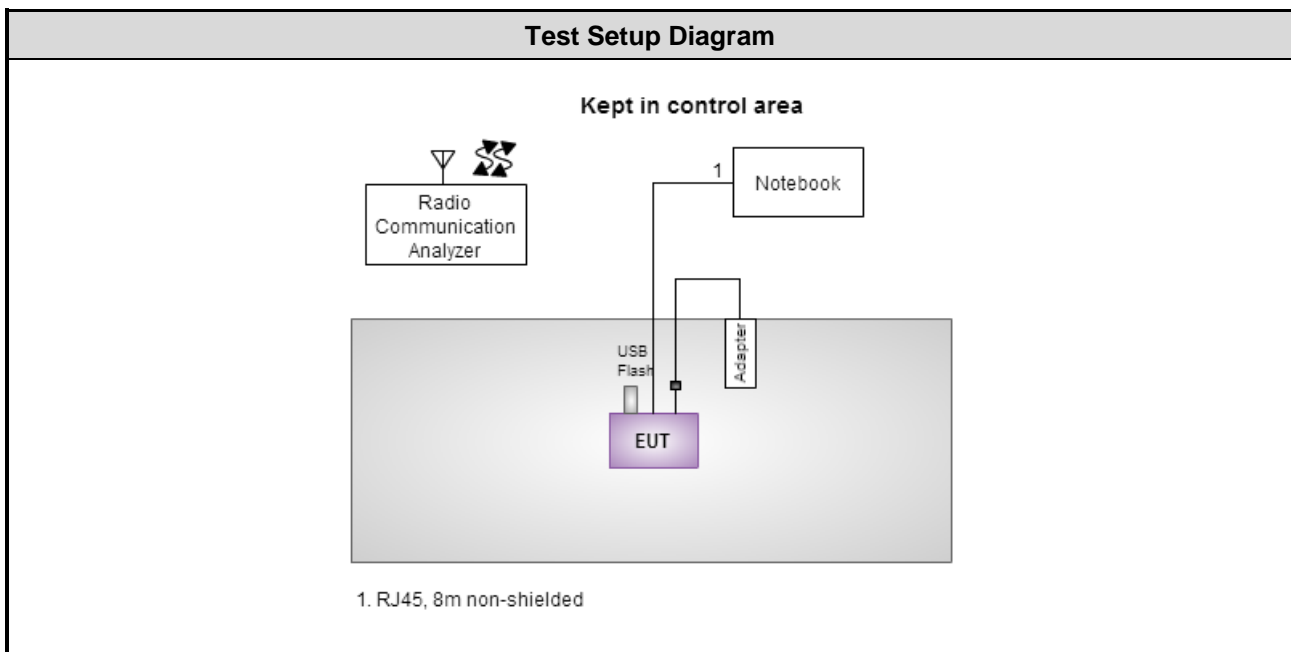 Test Setup Diagram
Kept in control area
Radio
Communication
Analyzer
1
Notebook
USB
Flash
Adapter
EUT
1. RJ45, 8m non-shielded